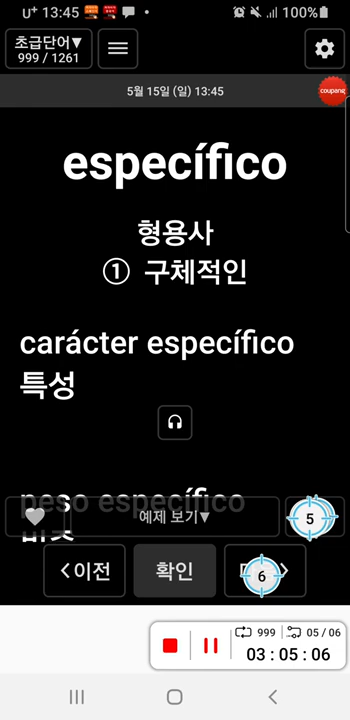 U+ 13:45 100%
초급단어▼
999 / 1261
5월 15일 (일) 13:45
coupang
específico
형용사
① 구체적인
carácter específico
특성
peso específico
비중
예제 보기▼
5
<이전
확인
6
999
05 / 06
03 : 05 : 06